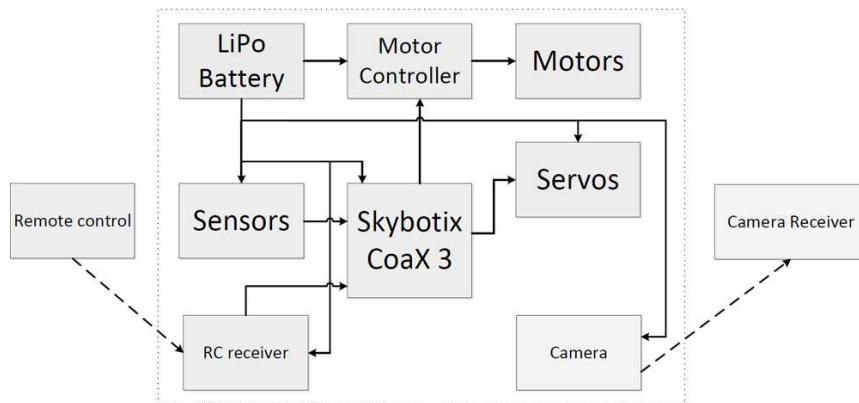 LiPo
Battery
Motor
Controller
Motors
Remote control
Sensors
Skybotix
CoaX 3
Servos
Camera Receiver
RC receiver
Camera